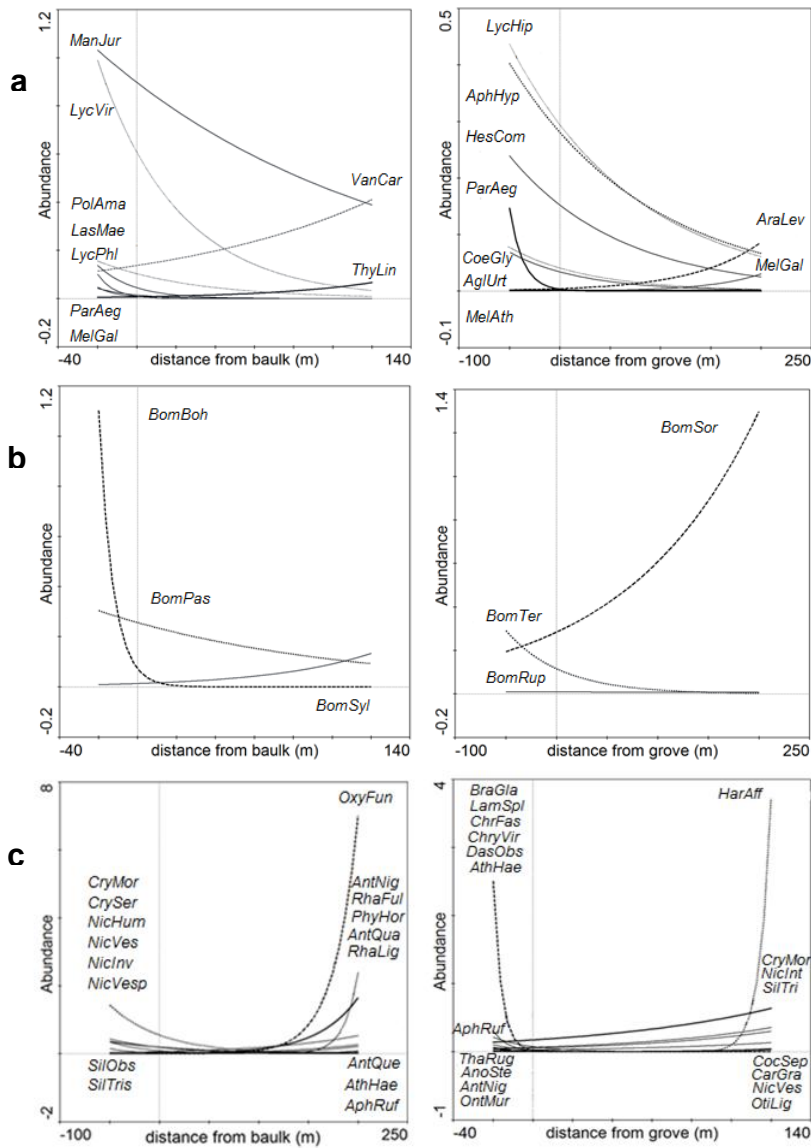 a
1.2
Abundance
-0.2
ManJur
LycVir
PolAma
LasMae
LycPhl
ParAeg
MelGal
VanCar
ThyLin
-40 distance from baulk (m) 140
0.5
Abundance
-0.1
LycHip
AphHyp
HesCom
ParAeg
CoeGly
AglUrt
MelAth
AraLev
MelGal
-100 distance from grove (m) 250
b
1.2
Abundance
-0.2
BomBoh
BomPas
BomSyl
-40 distance from baulk (m) 140
1.4
Abundance
-0.2
BomSor
BomTer
BomRup
-100 distance from grove (m) 250
c
8
Abundance
-2
CryMor
CrySer
NicHum
NicVes
NicInv
NicVesp
SilObs
SilTris
OxyFun
AntNig
RhaFul
PhyHor
AntQua
RhaLig
AntQue
AthHae
AphRuf
-100 distance from baulk (m) 250
4
Abundance
-1
BraGla
LamSpl
ChrFas
ChryVir
DasObs
AthHae
AphRuf
ThaRug
AnoSte
AntNig
OntMur
HarAff
CryMor
NicInt
SilTri
CocSep
CarGra
NicVes
OtiLig
-40 distance from grove (m) 140